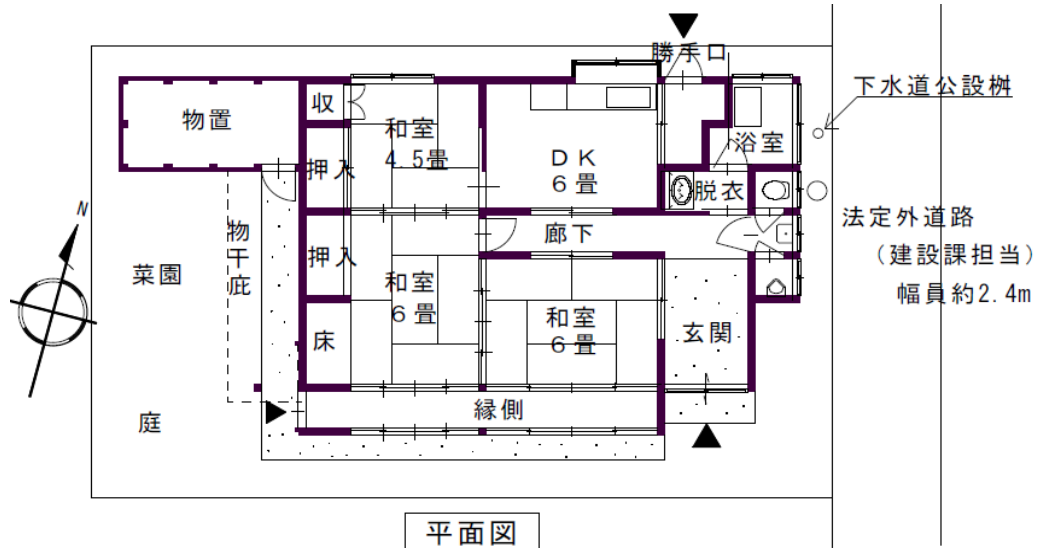 勝手口
下水道公設桝
収
物置
和室
4.5畳
浴室
DK
6畳
押入
脱衣
N
物干庇
法定外道路
(建設課担当)
幅員約2.4m
廊下
押入
菜園
和室
6畳
和室
6畳
玄関
床
縁側
庭
平面図